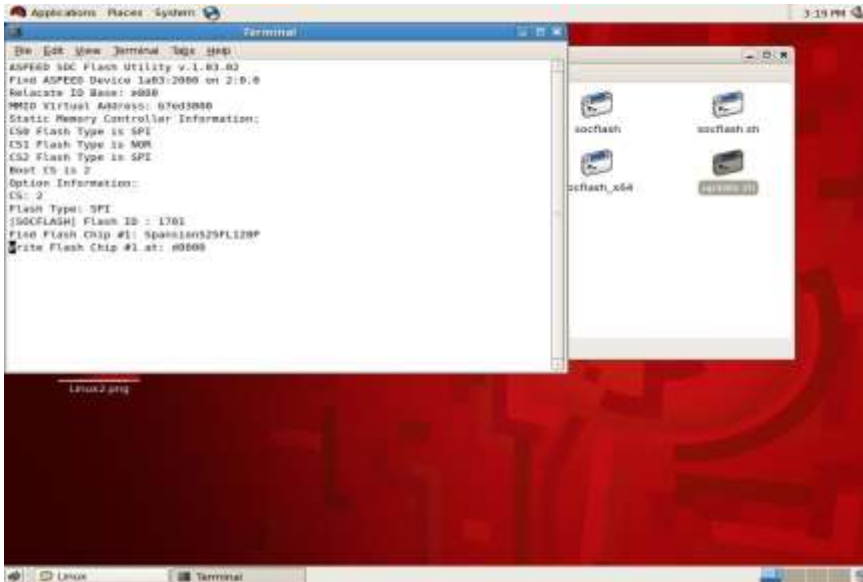 Applications Places System
3:19 PM
Terminal
File Edit View Terminal Tabs Help
ASPEED SOC Flash Utility v.1.03.02
Find ASPEED Device 1a03:2000 on 2:0.0
Relocate IO Base: e000
MMIO Virtual Address: b7ed3000
Static Memory Controller Information:
CS0 Flash Type is SPI
CS1 Flash Type is NOR
CS2 Flash Type is SPI
Boot CS is 2
Option Information:
CS: 2
Flash Type: SPI
[SOCFLASH] Flash ID : 1701
Find Flash Chip #1: Spansion
Write Flash Chip #1 at: d0000
socflash
socflash.sh
socflash_x64
update.sh
Linux2.png
Linux
Terminal